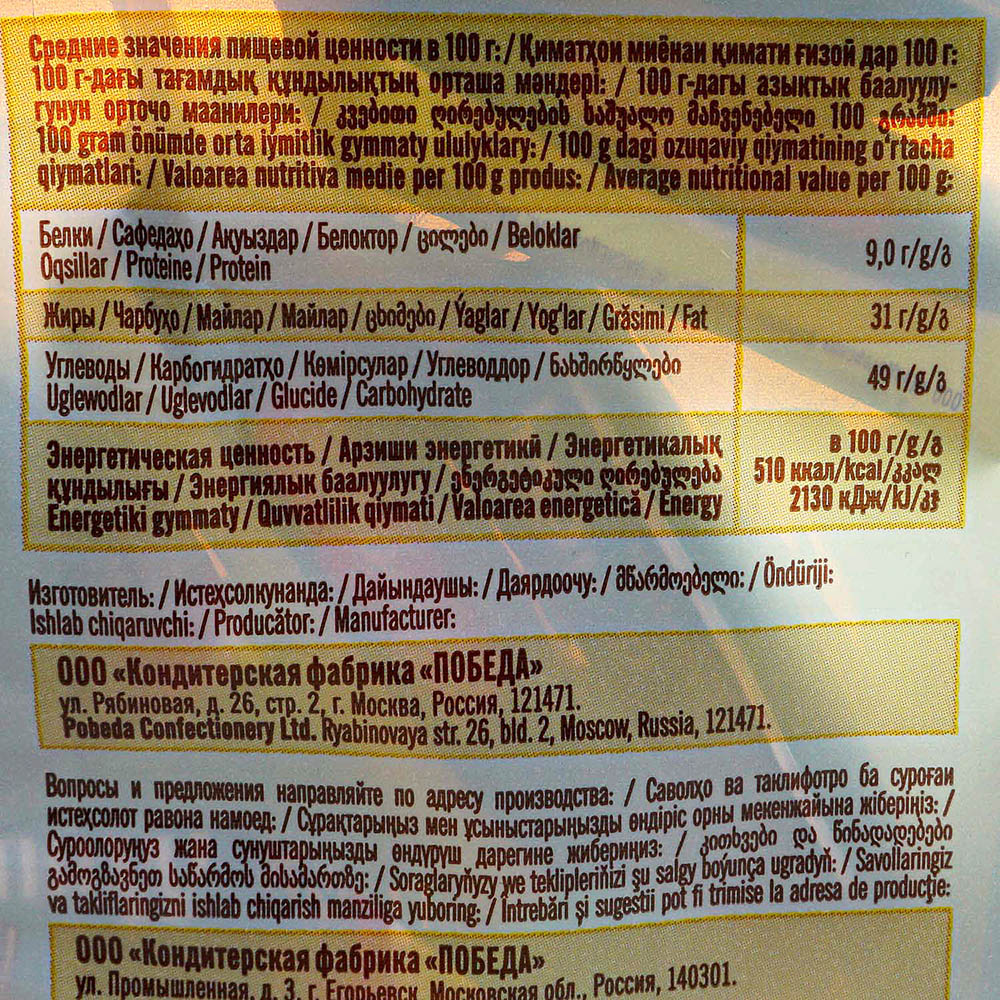 Средние значения пищевой ценности в 100 г: / Қиматҳои миёнаи қимати ғизоӣ дар 100 г:
100 г-дағы тағамдық құндылықтың орташа мәндері: / 100 г-дагы азыктык баалуулу-
гунун орточо маанилери: / კვებითი ღირებულების საშუალო მაჩვენებელი 100 გრამში:
100 gram önümde orta iýmitlik gymmaty ululyklary: / 100 g dagi ozuqaviy qiymatining o'rtacha
qiymatlari: / Valoarea nutritiva medie per 100 g produs: / Average nutritional value per 100 g:
Белки / Сафедаҳо / Ақуыздар / Белоктор / ცილები / Beloklar
Oqsillar / Proteine / Protein
9,0 г/g/გ
Жиры / Чарбуҳо / Майлар / Майлар / ცხიმები / Ýaglar / Yog'lar / Grăsimi / Fat
31 г/g/გ
Углеводы / Карбогидратҳо / Көмірсулар / Углеводдор / ნახშირწყლები
Uglewodlar / Uglevodlar / Glucide / Carbohydrate
49 г/g/გ
Энергетическая ценность / Арзиши энергетикӣ / Энергетикалық
құндылығы / Энергиялык баалуулугу / ენერგეტიკული ღირებულება
Energetiki gymmaty / Quvvatlilik qiymati / Valoarea energetică / Energy
в 100 г/g/გ
510 ккал/kcal/კკალ
2130 кДж/kJ/კჯ
Изготовитель: / Истеҳсолкунанда: / Дайындаушы: / Даярдоочу: / მწარმოებელი: / Öndüriji:
Ishlab chiqaruvchi: / Producător: / Manufacturer:
ООО «Кондитерская фабрика «ПОБЕДА»
ул. Рябиновая, д. 26, стр. 2, г. Москва, Россия, 121471.
Pobeda Confectionery Ltd. Ryabinovaya str. 26, bld. 2, Moscow, Russia, 121471.
Вопросы и предложения направляйте по адресу производства: / Саволҳо ва таклифотро ба суроғаи
истеҳсолот равона намоед: / Сұрақтарыңыз мен ұсыныстарыңызды өндіріс орны мекенжайына жіберіңіз: /
Суроолоруңуз жана сунуштарыңызды өндүрүш дарегине жибериңиз: / კითხვები და წინადადებები
გამოგზავნეთ საწარმოს მისამართზე: / Soraglaryňyzy we teklipleriňizi şu salgy boýunça ugradyň: / Savollaringiz
va takliflaringizni ishlab chiqarish manziliga yuboring: / Întrebări și sugestii pot fi trimise la adresa de producție:
ООО «Кондитерская фабрика «ПОБЕДА»
ул. Промышленная, д. 3, г. Егорьевск, Московская обл., Россия, 140301.